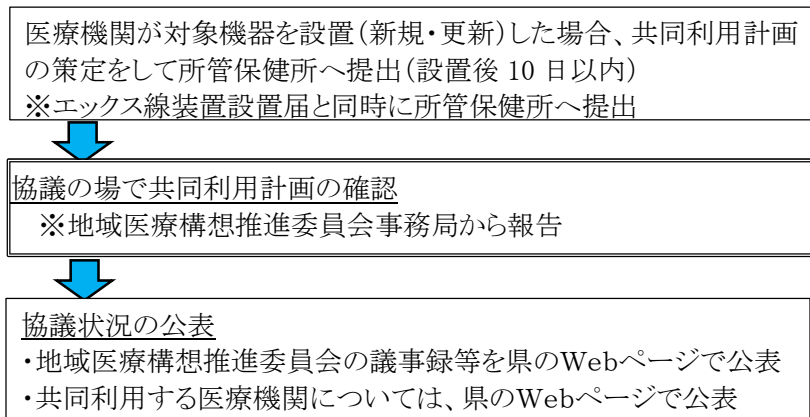 医療機関が対象機器を設置(新規・更新)した場合、共同利用計画
の策定をして所管保健所へ提出(設置後 10 日以内)
※エックス線装置設置届と同時に所管保健所へ提出
協議の場で共同利用計画の確認
※地域医療構想推進委員会事務局から報告
協議状況の公表
・地域医療構想推進委員会の議事録等を県のWebページで公表
・共同利用する医療機関については、県のWebページで公表